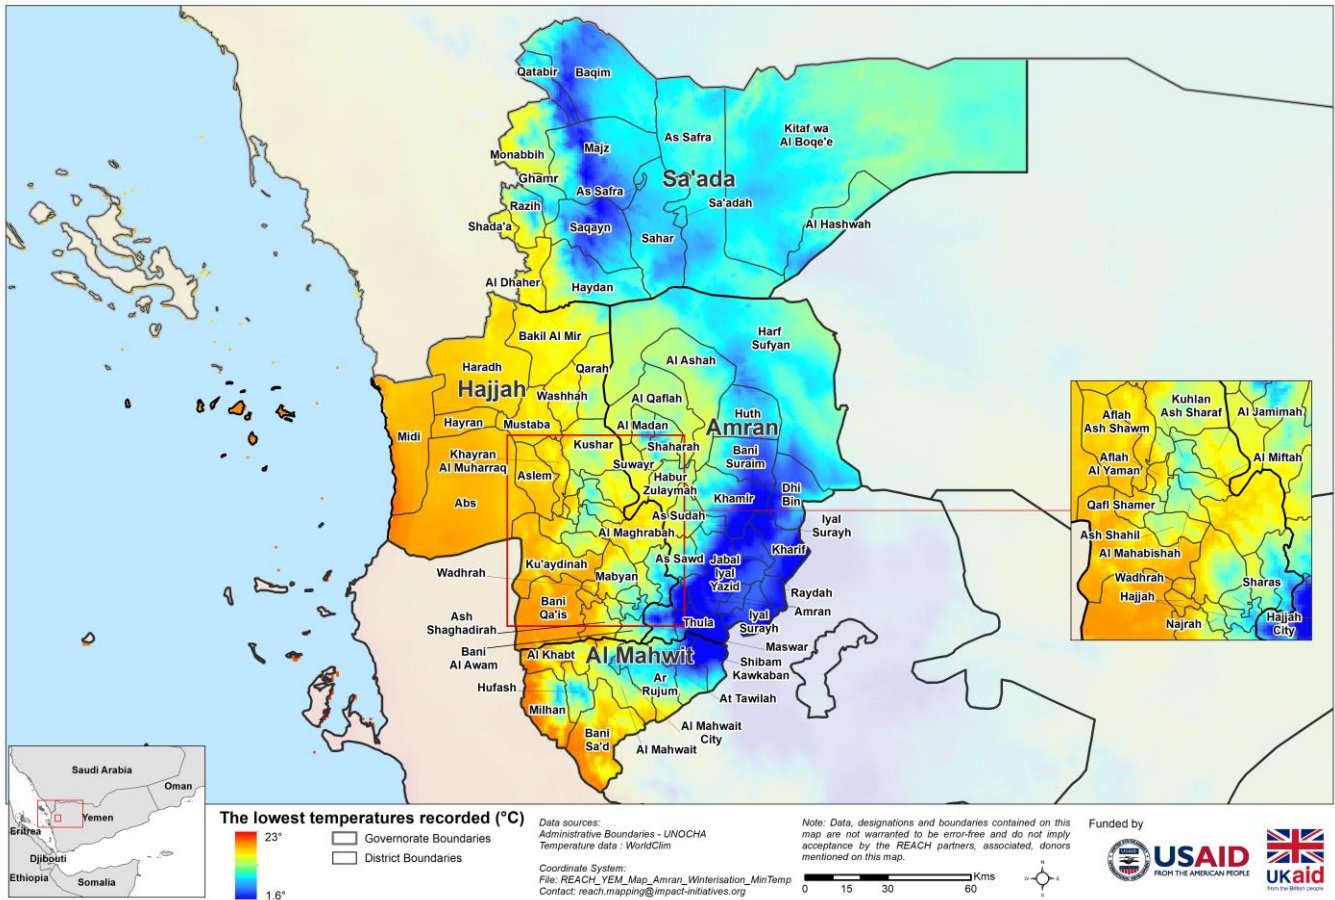 Qatabir
Baqim
As Safra
Kitaf wa
Al Boqe'e
Monabbih
Majz
Ghamr
Sa'ada
As Safra
Razih
Sa'adah
Shada'a
Saqayn
Sahar
Al Hashwah
Al Dhaher
Haydan
Bakil Al Mir
Harf
Sufyan
Haradh
Qarah
Al Ashah
Hajjah
Washhah
Al Qaflah
Huth
Amran
Midi
Hayran
Mustaba
Al Madan
Kushar
Shaharah
Bani
Suraim
Khayran
Al Muharraq
Suwayr
Aslem
Habur
Zulaymah
Dhi
Bin
Khamir
Abs
As Sudah
Iyal
Surayh
Al Maghrabah
Kharif
Ku'aydinah
As Sawd
Jabal
Iyal
Yazid
Wadhrah
Mabyan
Raydah
Bani
Qa'is
Amran
Ash
Shaghadirah
Thula
Iyal
Surayh
Maswar
Bani
Al Awam
Al Khabt
Al Mahwit
Shibam
Kawkaban
Hufash
Ar
Rujum
At Tawilah
Milhan
Bani
Sa'd
Al Mahwait
City
Al Mahwait
Kuhlan
Ash Sharaf
Aflah
Ash Shawm
Al Jamimah
Aflah
Al Yaman
Al Miftah
Qafl Shamer
Ash Shahil
Al Mahabishah
Wadhrah
Sharas
Hajjah
Najrah
Hajjah
City
Saudi Arabia
Oman
Yemen
Eritrea
Djibouti
Ethiopia
Somalia
The lowest temperatures recorded (°C)
23°
1.6°
Governorate Boundaries
District Boundaries
Data sources:
Administrative Boundaries - UNOCHA
Temperature data : WorldClim
Coordinate System:
File: REACH_YEM_Map_Amran_Winterisation_MinTemp
Contact: reach.mapping@impact-initiatives.org
Note: Data, designations and boundaries contained on this
map are not warranted to be error-free and do not imply
acceptance by the REACH partners, associated, donors
mentioned on this map.
Kms
0 15 30 60
N
W E
S
Funded by
USAID
USAID
FROM THE AMERICAN PEOPLE
UKaid
from the British people